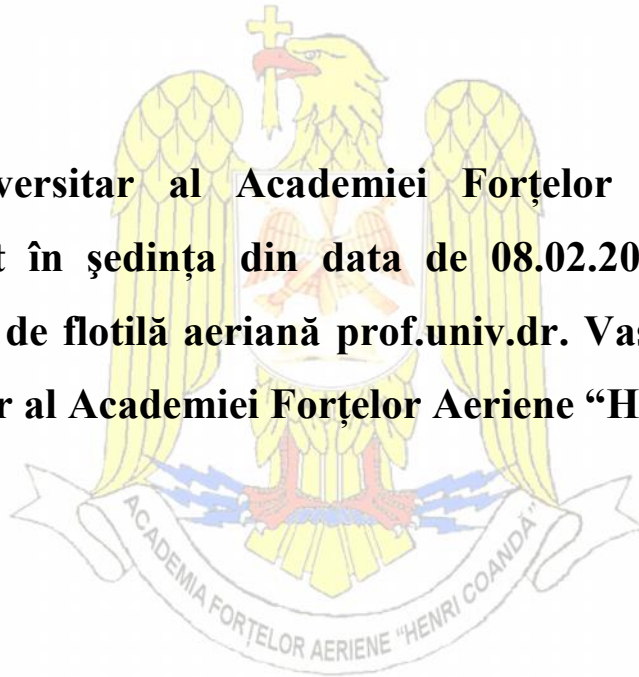 versitar al Academiei Forțelor
t în şedința din data de 08.02.20
de flotilă aeriană prof.univ.dr. Vas
r al Academiei Forțelor Aeriene “H
ACADEMIA FORȚELOR AERIENE "HENRI COANDĂ"